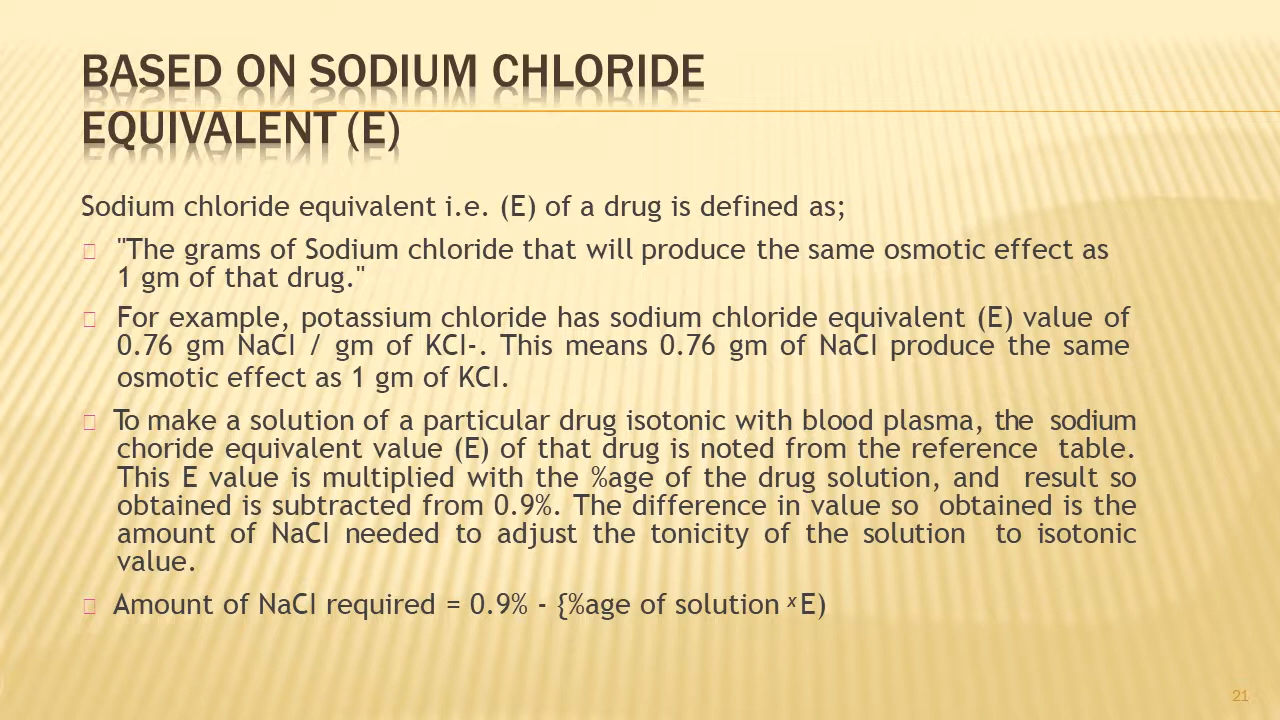 BASED ON SODIUM CHLORIDE
EQUIVALENT (E)
Sodium chloride equivalent i.e. (E) of a drug is defined as;
"The grams of Sodium chloride that will produce the same osmotic effect as
1 gm of that drug."
For example, potassium chloride has sodium chloride equivalent (E) value of
0.76 gm NaCI / gm of KCI-. This means 0.76 gm of NaCI produce the same
osmotic effect as 1 gm of KCI.
To make a solution of a particular drug isotonic with blood plasma, the sodium
choride equivalent value (E) of that drug is noted from the reference table.
This E value is multiplied with the %age of the drug solution, and result so
obtained is subtracted from 0.9%. The difference in value so obtained is the
amount of NaCI needed to adjust the tonicity of the solution to isotonic
value.
Amount of NaCI required = 0.9% - {%age of solution x E)
21